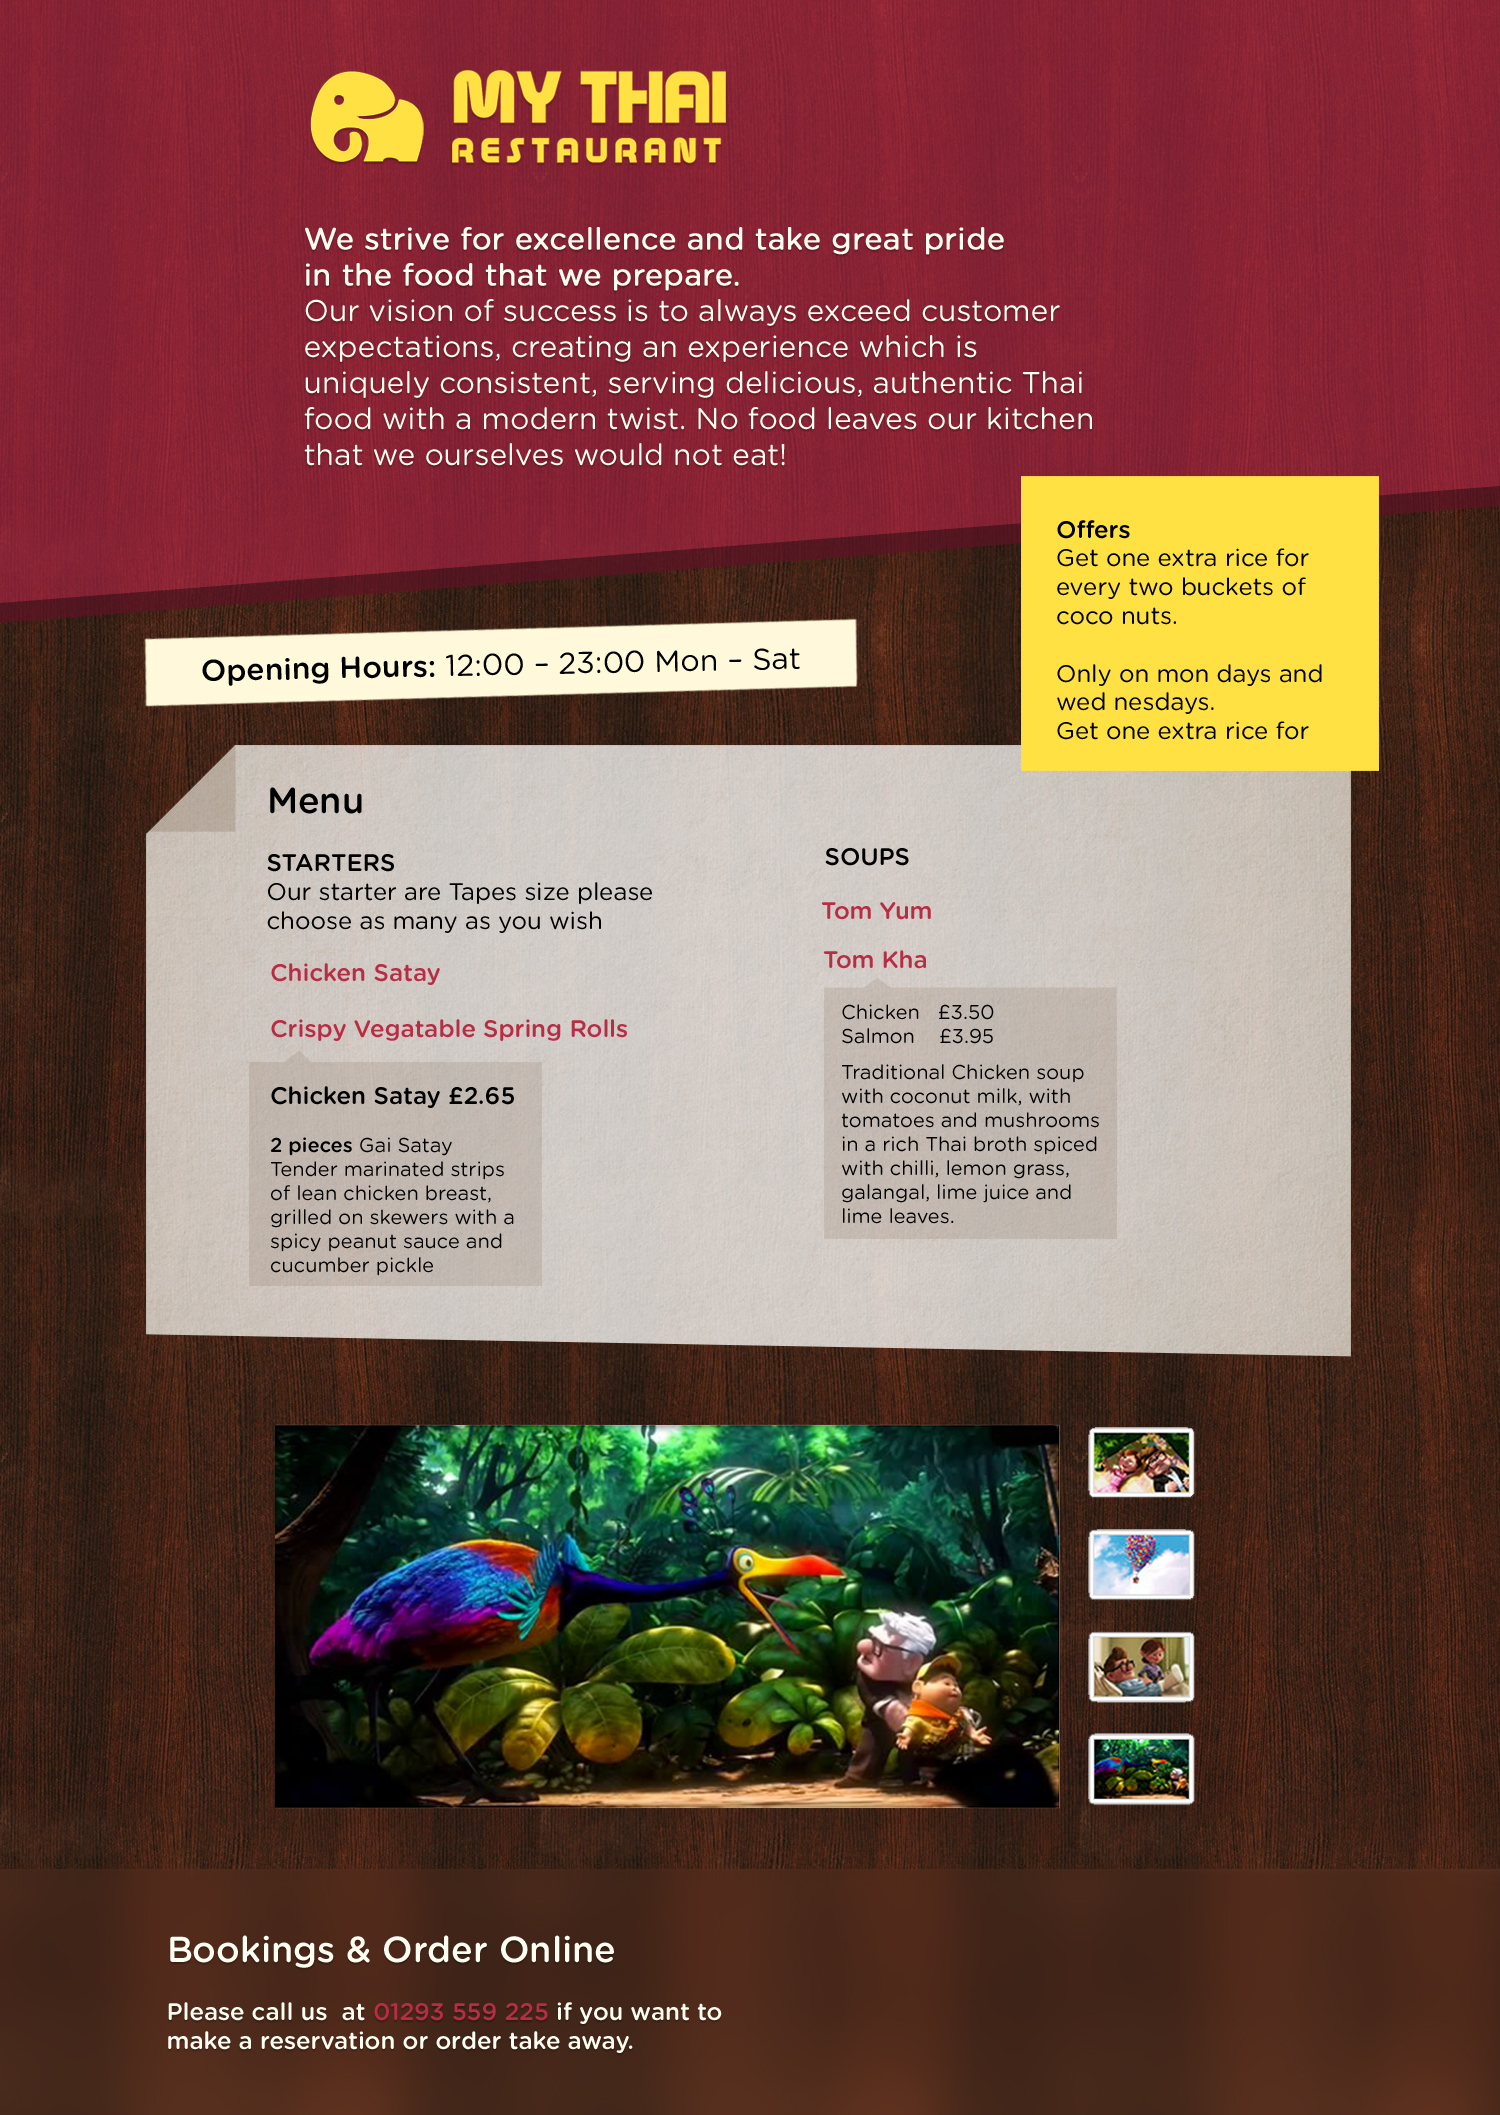 MY THAI
RESTAURANT
We strive for excellence and take great pride
in the food that we prepare.
Our vision of success is to always exceed customer
expectations, creating an experience which is
uniquely consistent, serving delicious, authentic Thai
food with a modern twist. No food leaves our kitchen
that we ourselves would not eat!
Offers
Get one extra rice for
every two buckets of
coco nuts.
Only on mon days and
wed nesdays.
Get one extra rice for
Opening Hours: 12:00 – 23:00 Mon – Sat
Menu
STARTERS
Our starter are Tapes size please
choose as many as you wish
Chicken Satay
Crispy Vegatable Spring Rolls
Chicken Satay £2.65
2 pieces Gai Satay
Tender marinated strips
of lean chicken breast,
grilled on skewers with a
spicy peanut sauce and
cucumber pickle
SOUPS
Tom Yum
Tom Kha
Chicken £3.50
Salmon £3.95
Traditional Chicken soup
with coconut milk, with
tomatoes and mushrooms
in a rich Thai broth spiced
with chilli, lemon grass,
galangal, lime juice and
lime leaves.
Bookings & Order Online
Please call us at 01293 559 225 if you want to
make a reservation or order take away.